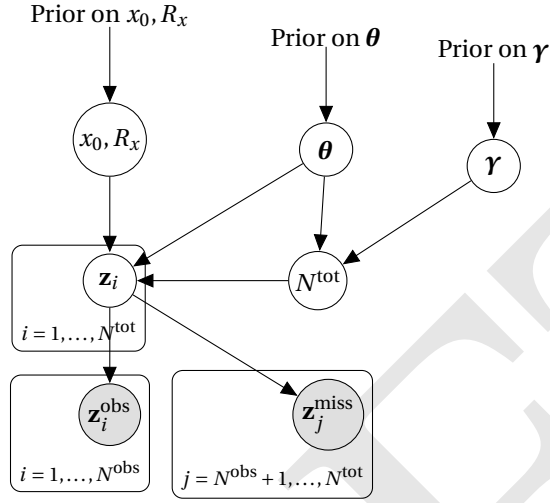 Prior on x₀, Rₓ
Prior on θ
Prior on γ
x₀, Rₓ
θ
γ
zᵢ
Nᵗᵒᵗ
i = 1,…,Nᵗᵒᵗ
zᵢᵒᵇˢ
zⱼᵐⁱˢˢ
i = 1,…,Nᵒᵇˢ
j = Nᵒᵇˢ + 1,…,Nᵗᵒᵗ